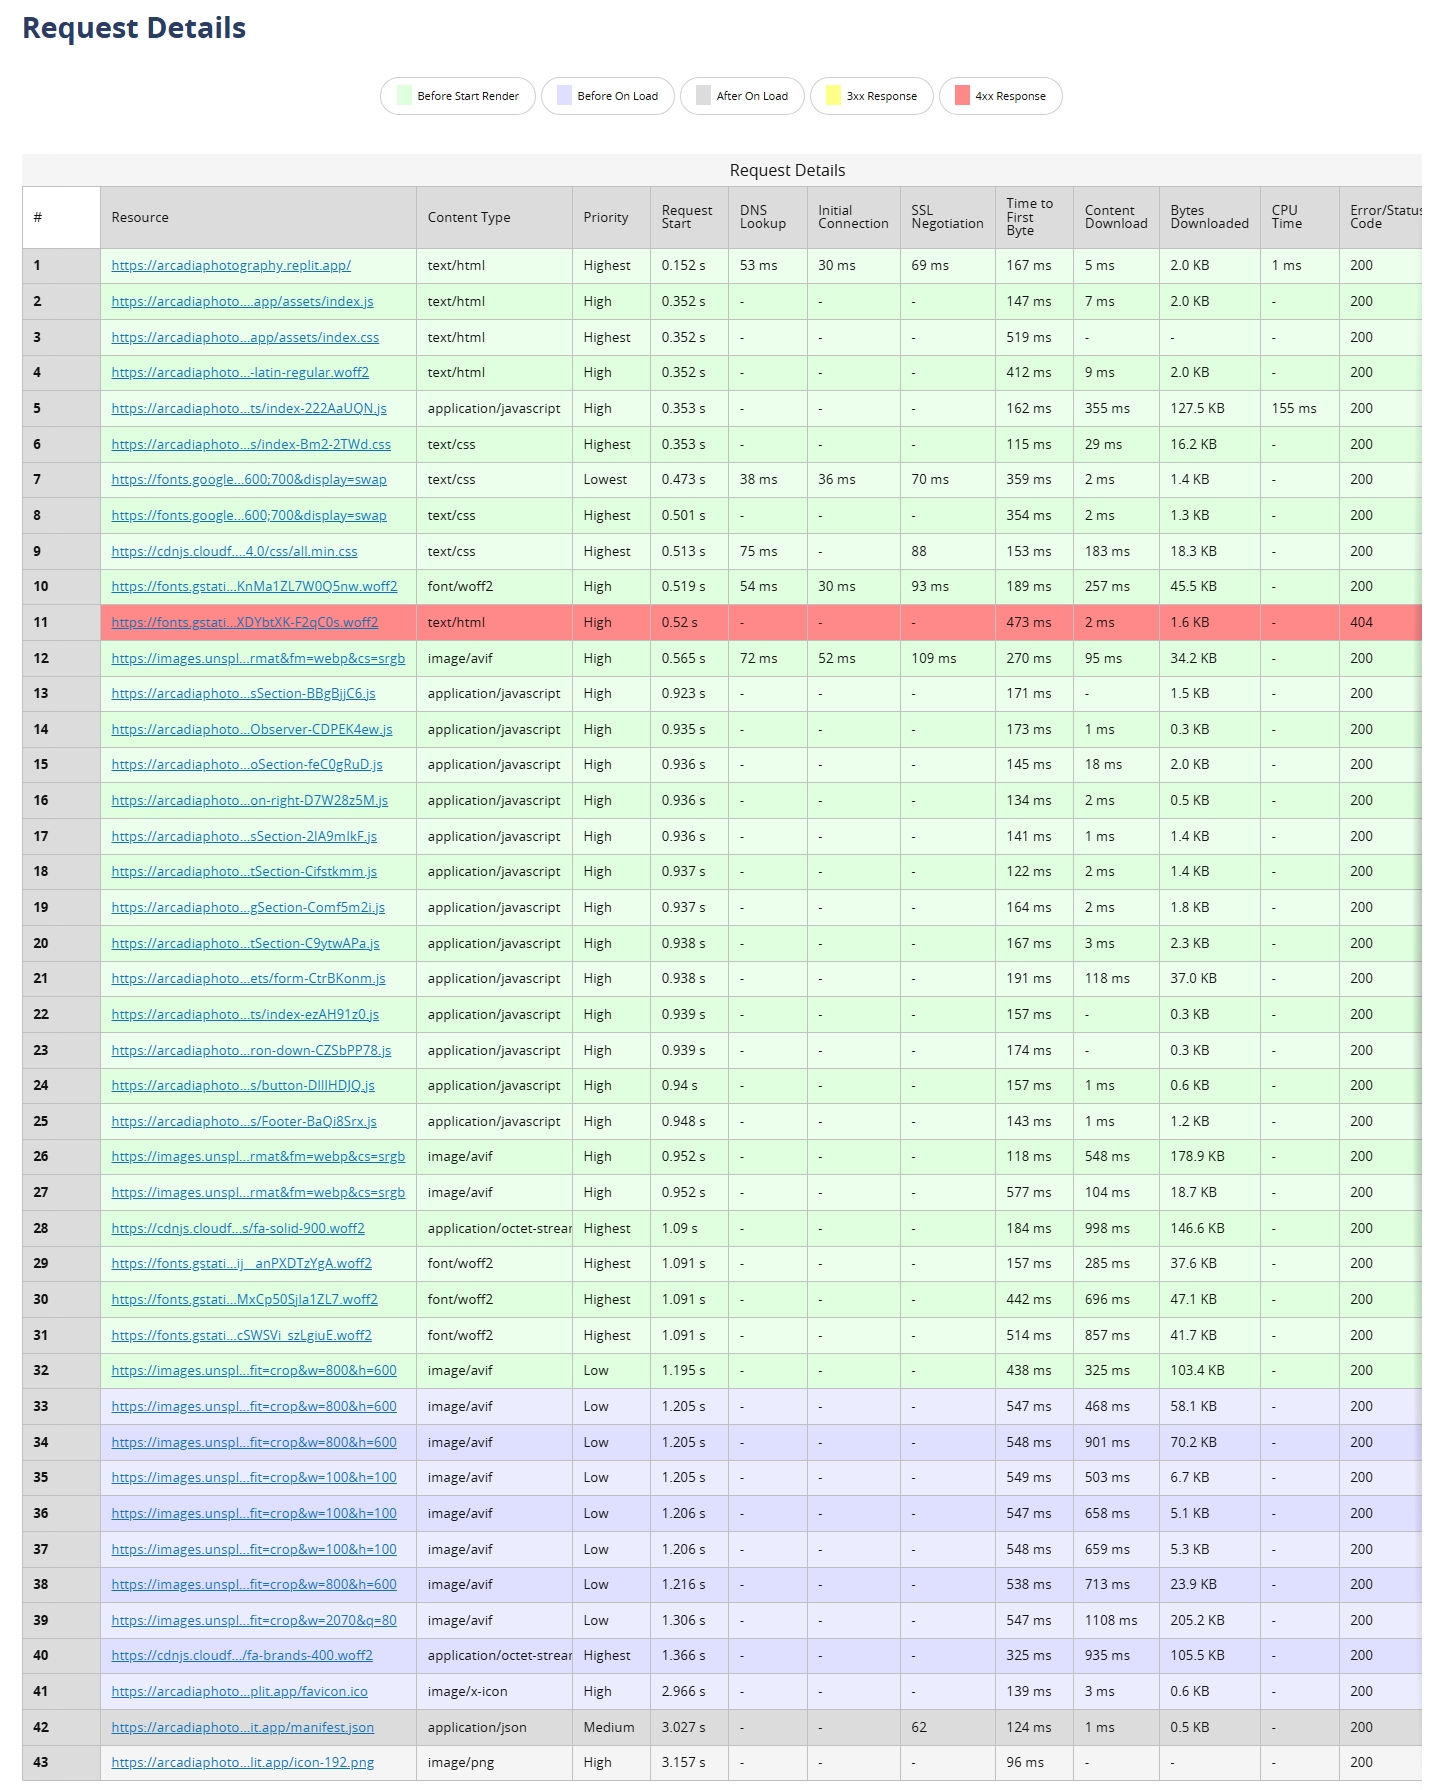 Request Details
Before Start Render Before On Load After On Load 3xx Response 4xx Response
Request Details
# Resource Content Type Priority Request Start DNS Lookup Initial Connection SSL Negotiation Time to First Byte Content Download Bytes Downloaded CPU Time Error/Status Code
1 https://arcadiaphotography.replit.app/ text/html Highest 0.152 s 53 ms 30 ms 69 ms 167 ms 5 ms 2.0 KB 1 ms 200
2 https://arcadiaphoto....app/assets/index.js text/html High 0.352 s - - - 147 ms 7 ms 2.0 KB - 200
3 https://arcadiaphoto...app/assets/index.css text/html Highest 0.352 s - - - 519 ms - - - 200
4 https://arcadiaphoto...-latin-regular.woff2 text/html High 0.352 s - - - 412 ms 9 ms 2.0 KB - 200
5 https://arcadiaphoto...ts/index-222AaUQN.js application/javascript High 0.353 s - - - 162 ms 355 ms 127.5 KB 155 ms 200
6 https://arcadiaphoto...s/index-Bm2-2TWd.css text/css Highest 0.353 s - - - 115 ms 29 ms 16.2 KB - 200
7 https://fonts.google...600;700&display=swap text/css Lowest 0.473 s 38 ms 36 ms 70 ms 359 ms 2 ms 1.4 KB - 200
8 https://fonts.google...600;700&display=swap text/css Highest 0.501 s - - - 354 ms 2 ms 1.3 KB - 200
9 https://cdnjs.cloudf....4.0/css/all.min.css text/css Highest 0.513 s 75 ms - 88 153 ms 183 ms 18.3 KB - 200
10 https://fonts.gstati...KnMa1ZL7W0Q5nw.woff2 font/woff2 High 0.519 s 54 ms 30 ms 93 ms 189 ms 257 ms 45.5 KB - 200
11 https://fonts.gstati...XDYbtXK-F2qC0s.woff2 text/html High 0.52 s - - - 473 ms 2 ms 1.6 KB - 404
12 https://images.unspl...rmat&fm=webp&cs=srgb image/avif High 0.565 s 72 ms 52 ms 109 ms 270 ms 95 ms 34.2 KB - 200
13 https://arcadiaphoto...sSection-BBgBjjC6.js application/javascript High 0.923 s - - - 171 ms - 1.5 KB - 200
14 https://arcadiaphoto...Observer-CDPEK4ew.js application/javascript High 0.935 s - - - 173 ms 1 ms 0.3 KB - 200
15 https://arcadiaphoto...oSection-feC0gRuD.js application/javascript High 0.936 s - - - 145 ms 18 ms 2.0 KB - 200
16 https://arcadiaphoto...on-right-D7W28z5M.js application/javascript High 0.936 s - - - 134 ms 2 ms 0.5 KB - 200
17 https://arcadiaphoto...sSection-2IA9mIkF.js application/javascript High 0.936 s - - - 141 ms 1 ms 1.4 KB - 200
18 https://arcadiaphoto...tSection-Cifstkmm.js application/javascript High 0.937 s - - - 122 ms 2 ms 1.4 KB - 200
19 https://arcadiaphoto...gSection-Comf5m2i.js application/javascript High 0.937 s - - - 164 ms 2 ms 1.8 KB - 200
20 https://arcadiaphoto...tSection-C9ytwAPa.js application/javascript High 0.938 s - - - 167 ms 3 ms 2.3 KB - 200
21 https://arcadiaphoto...ets/form-CtrBKonm.js application/javascript High 0.938 s - - - 191 ms 118 ms 37.0 KB - 200
22 https://arcadiaphoto...ts/index-ezAH91z0.js application/javascript High 0.939 s - - - 157 ms - 0.3 KB - 200
23 https://arcadiaphoto...ron-down-CZSbPP78.js application/javascript High 0.939 s - - - 174 ms - 0.3 KB - 200
24 https://arcadiaphoto...s/button-DIIIHDJQ.js application/javascript High 0.94 s - - - 157 ms 1 ms 0.6 KB - 200
25 https://arcadiaphoto...s/Footer-BaQi8Srx.js application/javascript High 0.948 s - - - 143 ms 1 ms 1.2 KB - 200
26 https://images.unspl...rmat&fm=webp&cs=srgb image/avif High 0.952 s - - - 118 ms 548 ms 178.9 KB - 200
27 https://images.unspl...rmat&fm=webp&cs=srgb image/avif High 0.952 s - - - 577 ms 104 ms 18.7 KB - 200
28 https://cdnjs.cloudf...s/fa-solid-900.woff2 application/octet-strear Highest 1.09 s - - - 184 ms 998 ms 146.6 KB - 200
29 https://fonts.gstati...ij__anPXDTzYgA.woff2 font/woff2 Highest 1.091 s - - - 157 ms 285 ms 37.6 KB - 200
30 https://fonts.gstati...MxCp50SjIa1ZL7.woff2 font/woff2 Highest 1.091 s - - - 442 ms 696 ms 47.1 KB - 200
31 https://fonts.gstati...cSWSVi_szLgiuE.woff2 font/woff2 Highest 1.091 s - - - 514 ms 857 ms 41.7 KB - 200
32 https://images.unspl...fit=crop&w=800&h=600 image/avif Low 1.195 s - - - 438 ms 325 ms 103.4 KB - 200
33 https://images.unspl...fit=crop&w=800&h=600 image/avif Low 1.205 s - - - 547 ms 468 ms 58.1 KB - 200
34 https://images.unspl...fit=crop&w=800&h=600 image/avif Low 1.205 s - - - 548 ms 901 ms 70.2 KB - 200
35 https://images.unspl...fit=crop&w=100&h=100 image/avif Low 1.205 s - - - 549 ms 503 ms 6.7 KB - 200
36 https://images.unspl...fit=crop&w=100&h=100 image/avif Low 1.206 s - - - 547 ms 658 ms 5.1 KB - 200
37 https://images.unspl...fit=crop&w=100&h=100 image/avif Low 1.206 s - - - 548 ms 659 ms 5.3 KB - 200
38 https://images.unspl...fit=crop&w=800&h=600 image/avif Low 1.216 s - - - 538 ms 713 ms 23.9 KB - 200
39 https://images.unspl...fit=crop&w=2070&q=80 image/avif Low 1.306 s - - - 547 ms 1108 ms 205.2 KB - 200
40 https://cdnjs.cloudf.../fa-brands-400.woff2 application/octet-strear Highest 1.366 s - - - 325 ms 935 ms 105.5 KB - 200
41 https://arcadiaphoto...plit.app/favicon.ico image/x-icon High 2.966 s - - - 139 ms 3 ms 0.6 KB - 200
42 https://arcadiaphoto...it.app/manifest.json application/json Medium 3.027 s - - 62 124 ms 1 ms 0.5 KB - 200
43 https://arcadiaphoto...lit.app/icon-192.png image/png High 3.157 s - - - 96 ms - - - 200